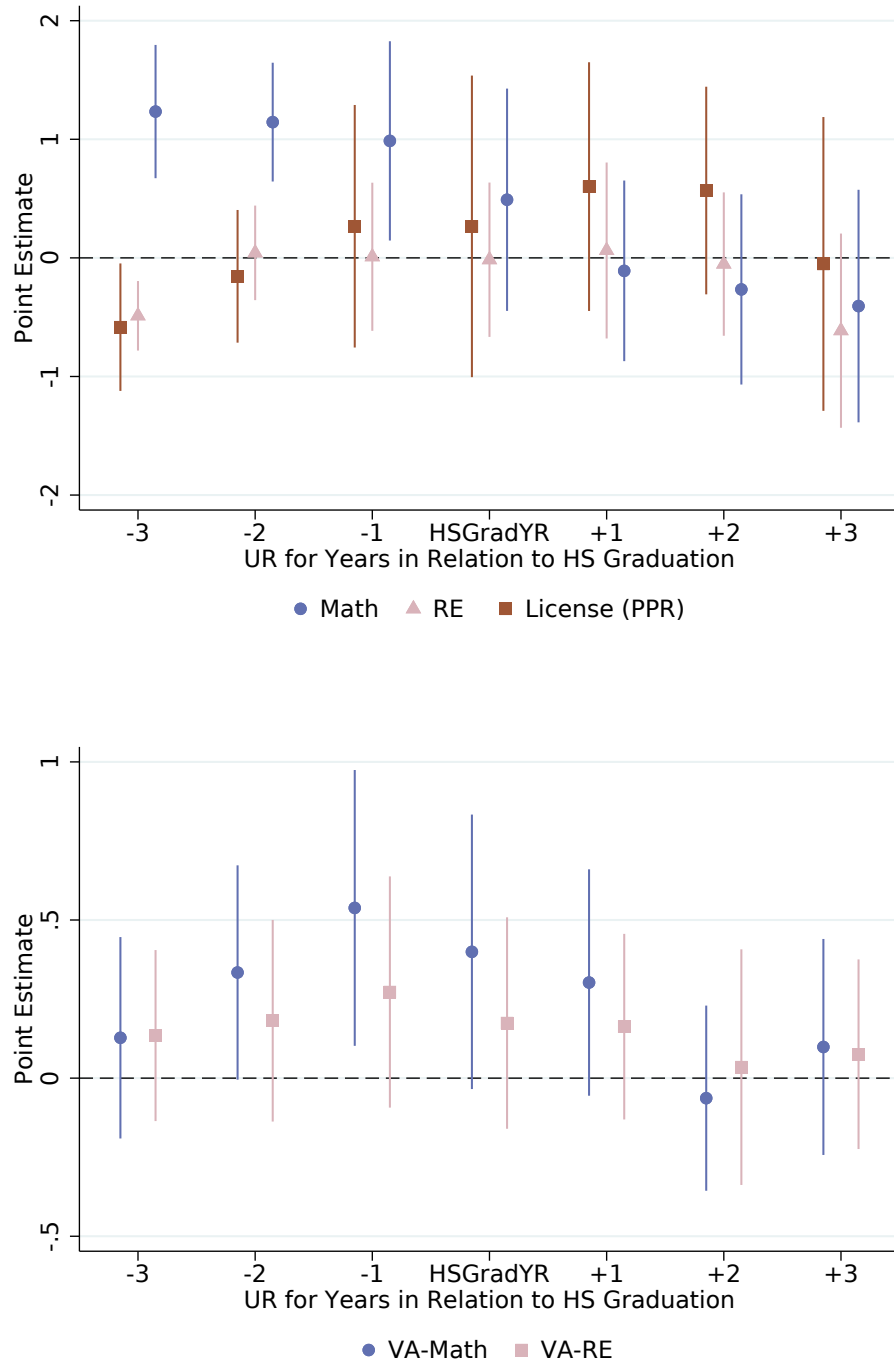 2
1
0
-1
-2
Point Estimate
-3 -2 -1 HSGradYR +1 +2 +3
UR for Years in Relation to HS Graduation
Math RE License (PPR)
1
.5
0
-.5
Point Estimate
-3 -2 -1 HSGradYR +1 +2 +3
UR for Years in Relation to HS Graduation
VA-Math VA-RE